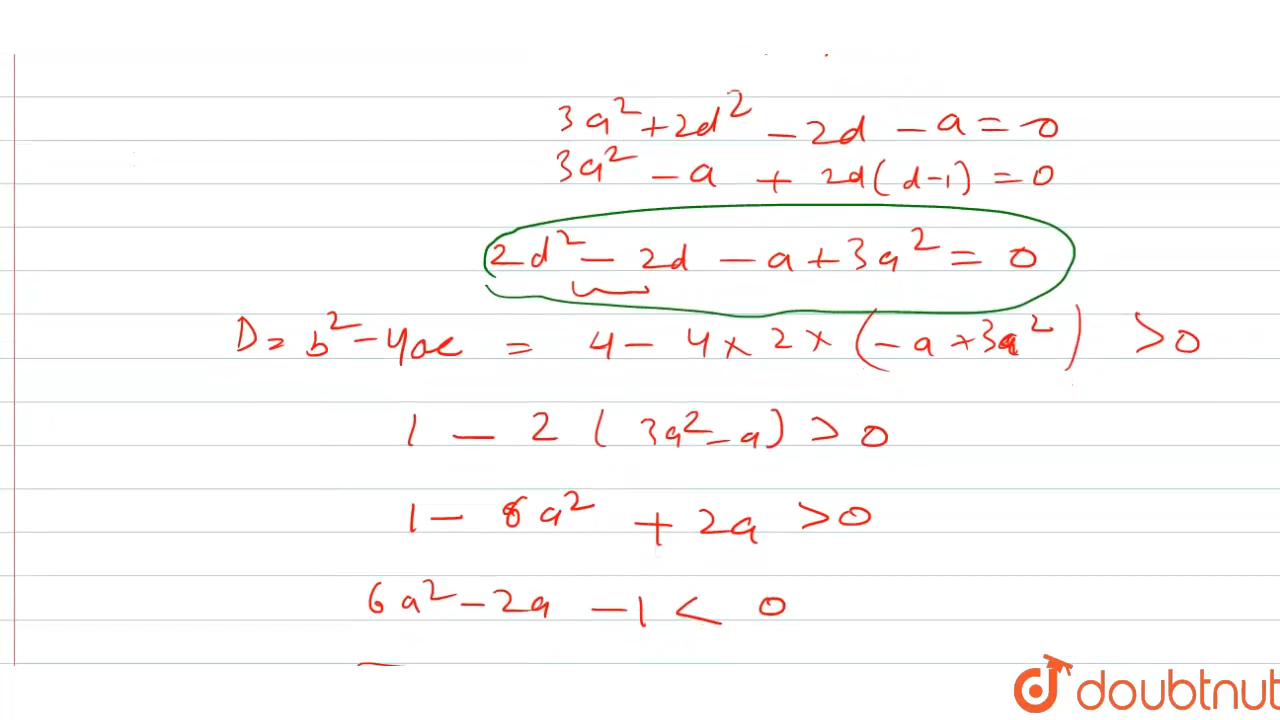 3a² + 2d² - 2d - a = 0
3a² - a + 2d(d-1) = 0
2d² - 2d - a + 3a² = 0
D = b² - 4ac = 4 - 4 × 2 × (-a + 3a²) > 0
1 - 2 (3a² - a) > 0
1 - 6a² + 2a > 0
6a² - 2a - 1 < 0
doubtnut